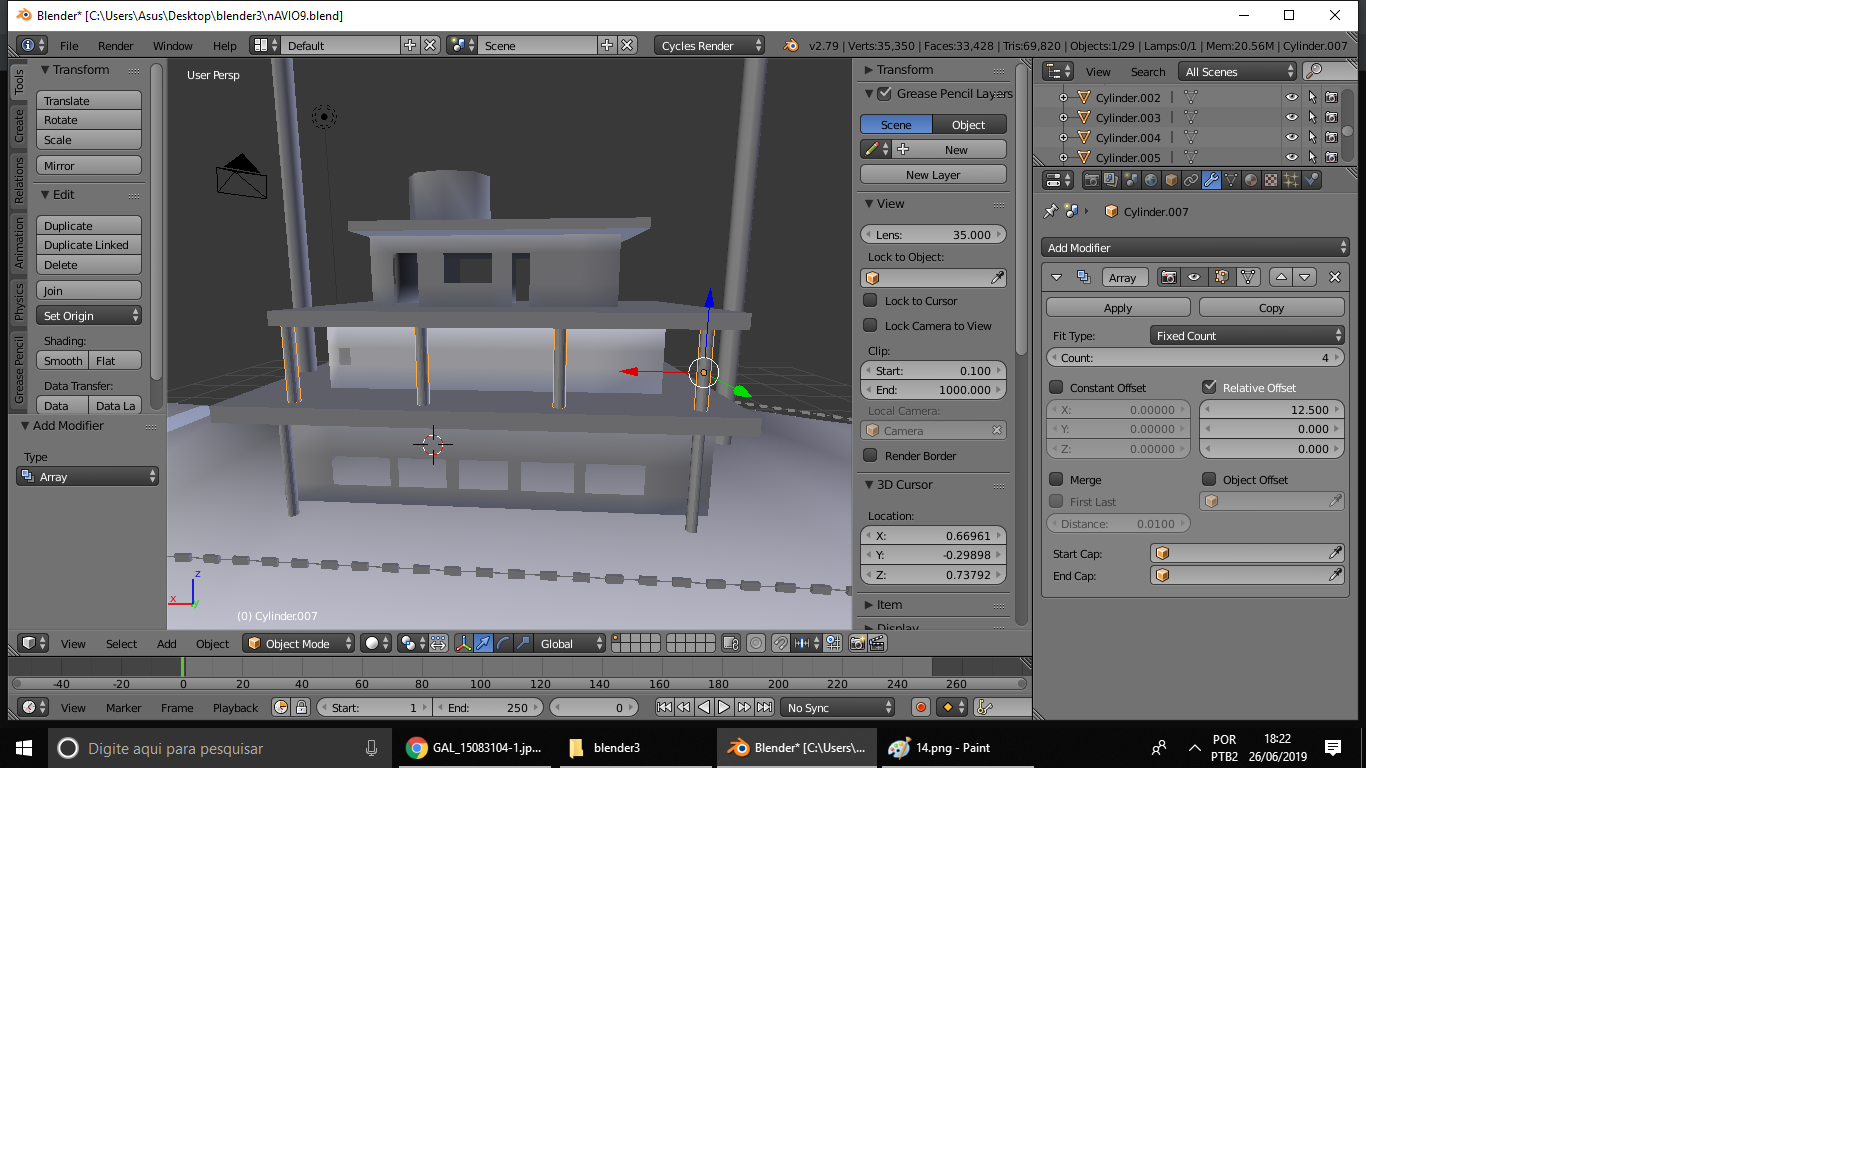 Blender* [C:\Users\Asus\Desktop\blender3\nAVIO9.blend]
File Render Window Help Default Scene Cycles Render v2.79 | Verts:35,350 | Faces:33,428 | Tris:69,820 | Objects:1/29 | Lamps:0/1 | Mem:20.56M | Cylinder.007
Tools
Create
Relations
Animation
Physics
Grease Pencil
Transform
Translate
Rotate
Scale
Mirror
Edit
Duplicate
Duplicate Linked
Delete
Join
Set Origin
Shading:
Smooth Flat
Data Transfer:
Data Data La
Add Modifier
Type
Array
User Persp
z
x
y
(0) Cylinder.007
Transform
Grease Pencil Layers
Scene Object
New
New Layer
View
Lens: 35.000
Lock to Object:
Lock to Cursor
Lock Camera to View
Clip:
Start: 0.100
End: 1000.000
Local Camera:
Camera
Render Border
3D Cursor
Location:
X: 0.66961
Y: -0.29898
Z: 0.73792
Item
Display
View Search All Scenes
Cylinder.002
Cylinder.003
Cylinder.004
Cylinder.005
Cylinder.007
Add Modifier
Array
Apply Copy
Fit Type: Fixed Count
Count: 4
Constant Offset Relative Offset
X: 0.00000 12.500
Y: 0.00000 0.000
Z: 0.00000 0.000
Merge Object Offset
First Last
Distance: 0.0100
Start Cap:
End Cap:
View Select Add Object Object Mode Global
-40 -20 0 20 40 60 80 100 120 140 160 180 200 220 240 260
View Marker Frame Playback Start: 1 End: 250 0 No Sync
Digite aqui para pesquisar
GAL_15083104-1.jp...
blender3
Blender* [C:\Users\...
14.png - Paint
POR
PTB2
18:22
26/06/2019